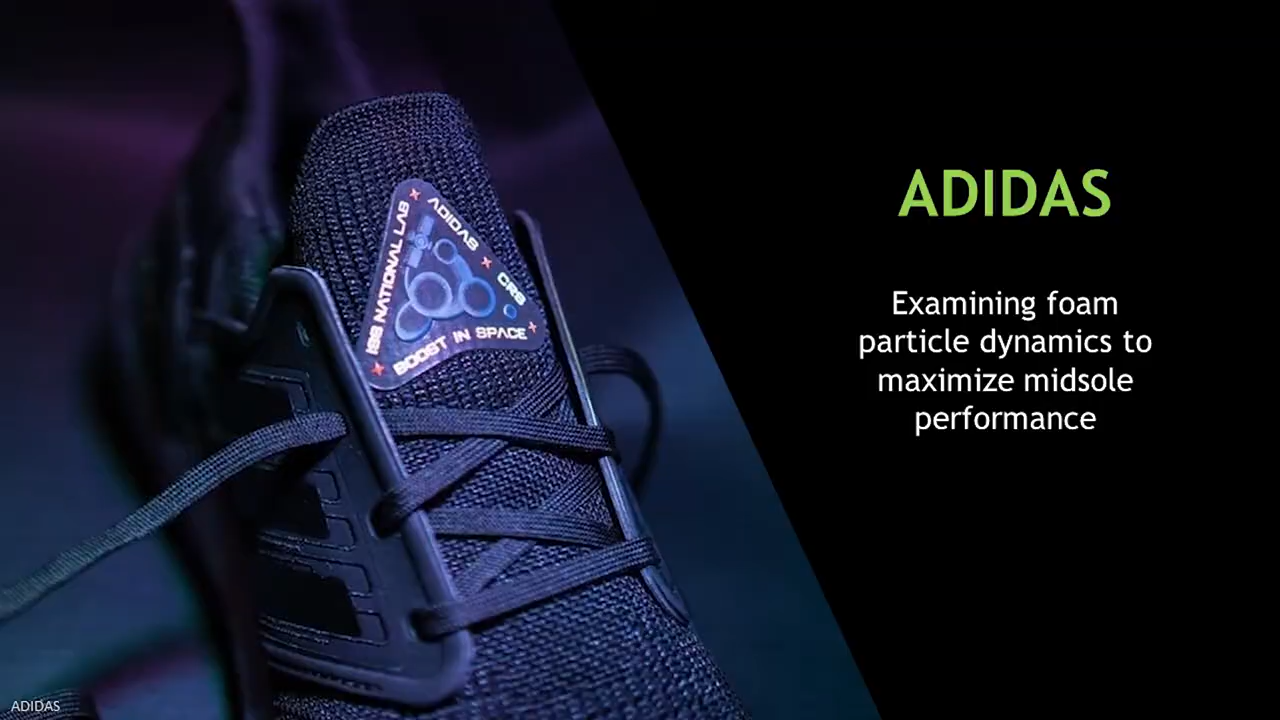 ISS NATIONAL LAB
ADIDAS
CRS
BOOST IN SPACE
ADIDAS
Examining foam
particle dynamics to
maximize midsole
performance
ADIDAS